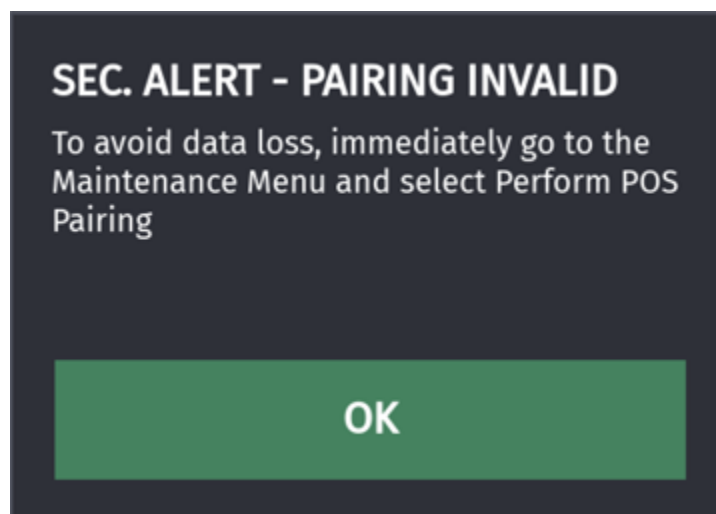 SEC. ALERT - PAIRING INVALID
To avoid data loss, immediately go to the
Maintenance Menu and select Perform POS
Pairing
OK